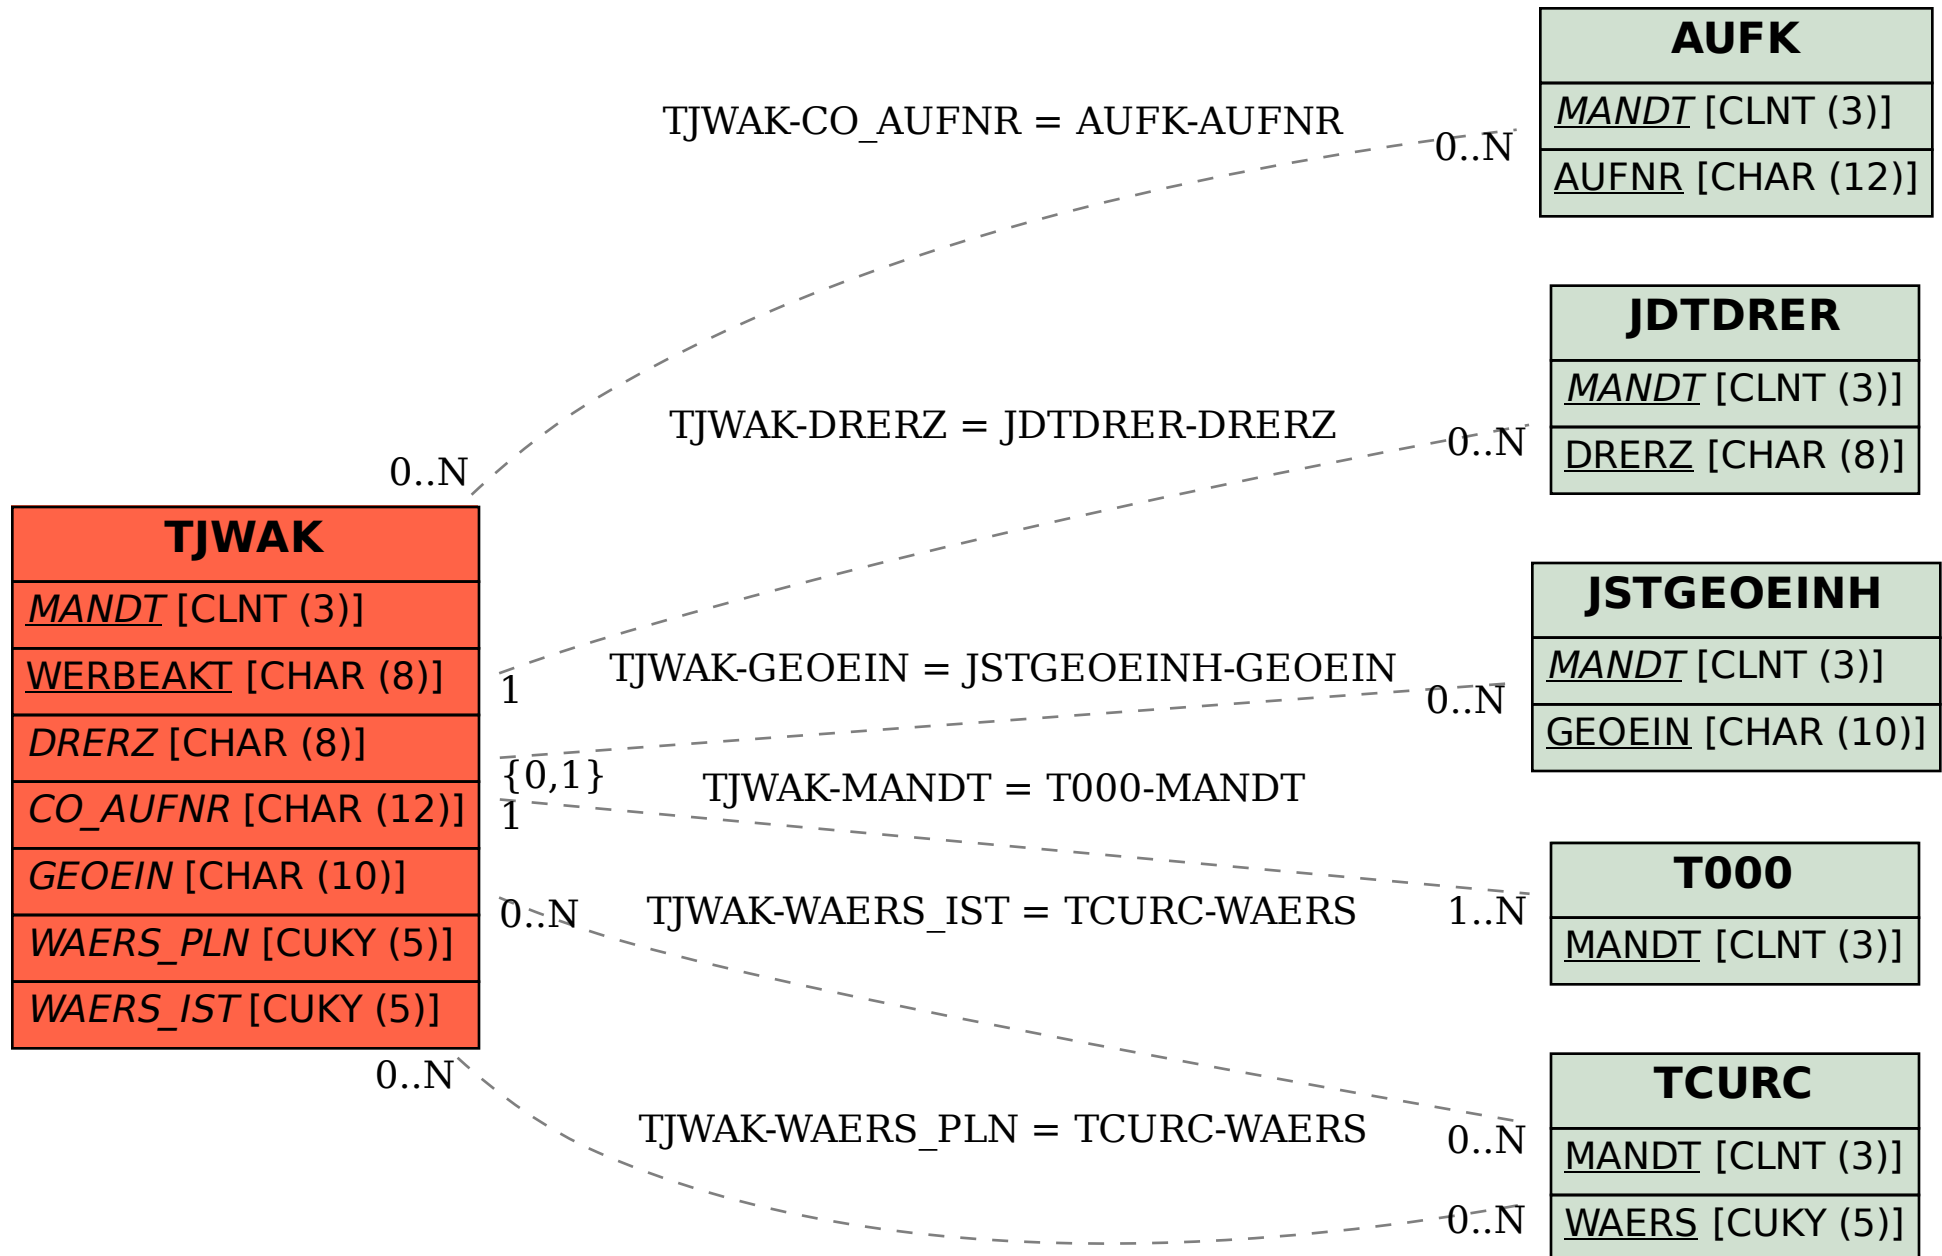 AUFK
MANDT [CLNT (3)]
AUFNR [CHAR (12)]
TJWAK-CO_AUFNR = AUFK-AUFNR
0..N
0..N
JDTDRER
MANDT [CLNT (3)]
DRERZ [CHAR (8)]
TJWAK-DRERZ = JDTDRER-DRERZ
0..N
1
TJWAK
MANDT [CLNT (3)]
WERBEAKT [CHAR (8)]
DRERZ [CHAR (8)]
CO_AUFNR [CHAR (12)]
GEOEIN [CHAR (10)]
WAERS_PLN [CUKY (5)]
WAERS_IST [CUKY (5)]
JSTGEOEINH
MANDT [CLNT (3)]
GEOEIN [CHAR (10)]
TJWAK-GEOEIN = JSTGEOEINH-GEOEIN
0..N
{0,1}
TJWAK-MANDT = T000-MANDT
1
1..N
T000
MANDT [CLNT (3)]
TJWAK-WAERS_IST = TCURC-WAERS
0..N
0..N
TCURC
MANDT [CLNT (3)]
WAERS [CUKY (5)]
TJWAK-WAERS_PLN = TCURC-WAERS
0..N
0..N